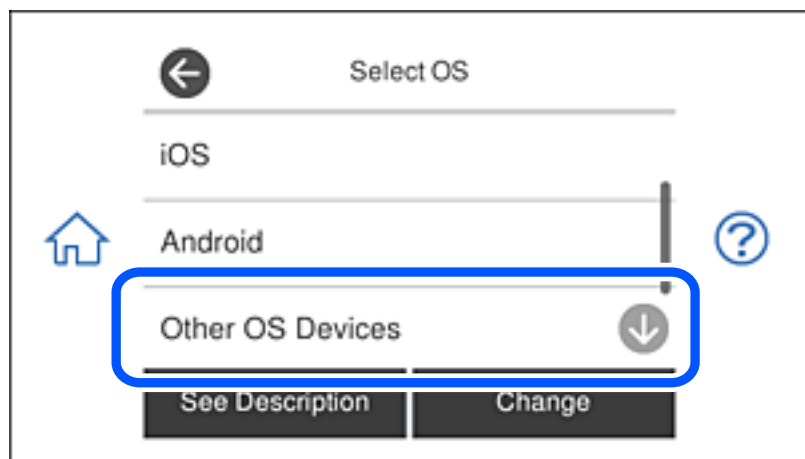 Select OS
iOS
Android
Other OS Devices
See Description Change